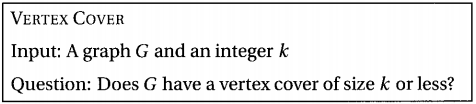 VERTEX COVER
Input: A graph G and an integer k
Question: Does G have a vertex cover of size k or less?